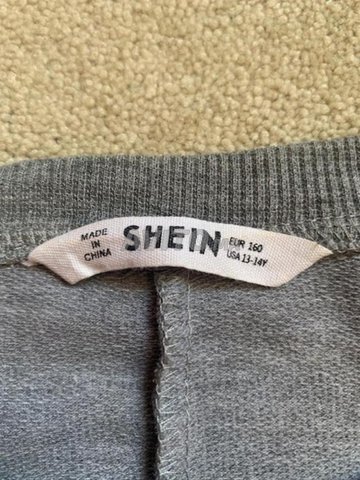 MADE
IN
CHINA
SHEIN
EUR 160
USA 13-14Y